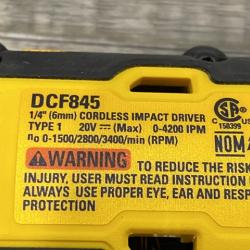 DCF845
1/4" (6mm) CORDLESS IMPACT DRIVER
TYPE 1 20V⎓(Max) 0-4200 IPM
no 0-1500/2800/3400/min (RPM)
WARNING TO REDUCE THE RISK
INJURY, USER MUST READ INSTRUCTION
ALWAYS USE PROPER EYE, EAR AND RESP
PROTECTION
SA
C
158399
NOM